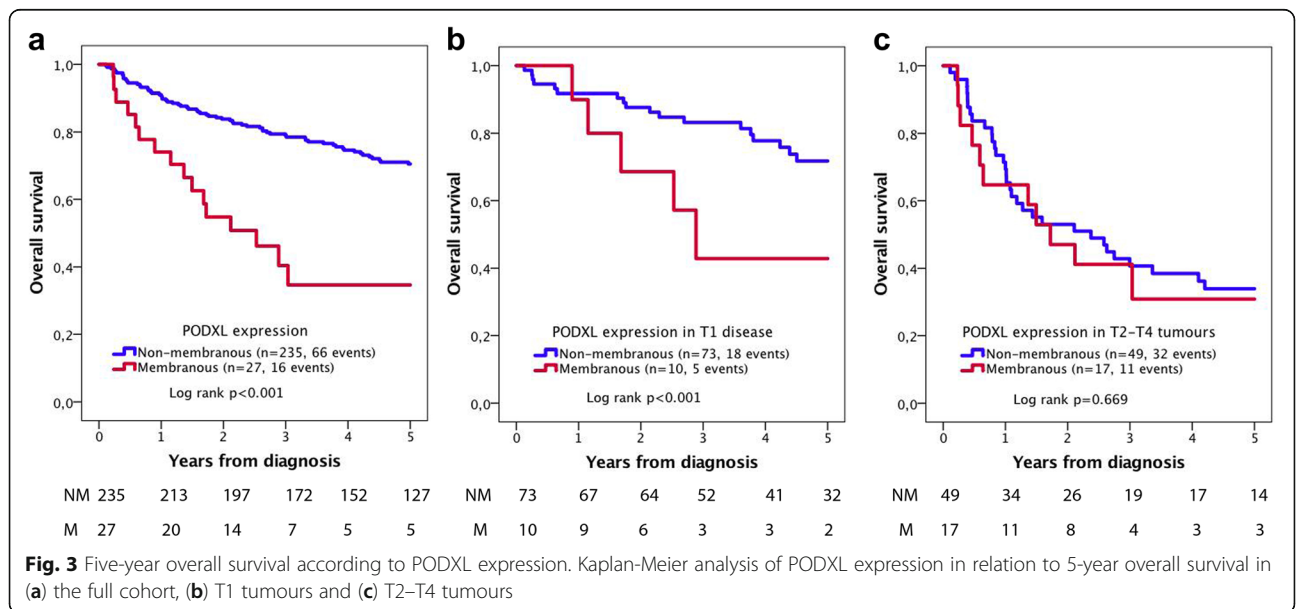 a
1,0
0,8
0,6
0,4
0,2
0,0
Overall survival
PODXL expression
Non-membranous (n=235, 66 events)
Membranous (n=27, 16 events)
Log rank p<0.001
0 1 2 3 4 5
Years from diagnosis
NM 235 213 197 172 152 127
M 27 20 14 7 5 5
b
1,0
0,8
0,6
0,4
0,2
0,0
Overall survival
PODXL expression in T1 disease
Non-membranous (n=73, 18 events)
Membranous (n=10, 5 events)
Log rank p<0.001
0 1 2 3 4 5
Years from diagnosis
NM 73 67 64 52 41 32
M 10 9 6 3 3 2
c
1,0
0,8
0,6
0,4
0,2
0,0
Overall survival
PODXL expression in T2–T4 tumours
Non-membranous (n=49, 32 events)
Membranous (n=17, 11 events)
Log rank p=0.669
0 1 2 3 4 5
Years from diagnosis
NM 49 34 26 19 17 14
M 17 11 8 4 3 3
Fig. 3 Five-year overall survival according to PODXL expression. Kaplan-Meier analysis of PODXL expression in relation to 5-year overall survival in
(a) the full cohort, (b) T1 tumours and (c) T2–T4 tumours